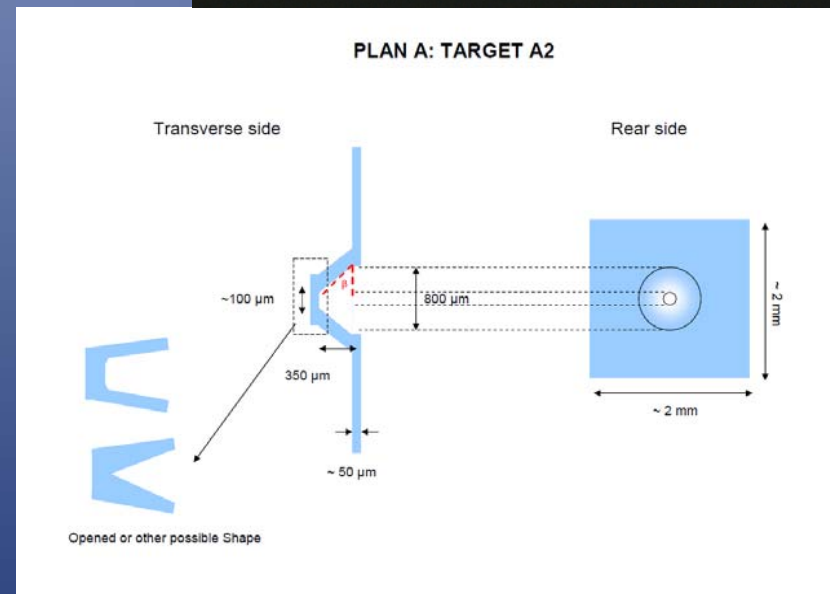 PLAN A: TARGET A2
Transverse side
Rear side
~100 µm
β
800 µm
~ 2 mm
350 µm
~ 2 mm
~ 50 µm
Opened or other possible Shape